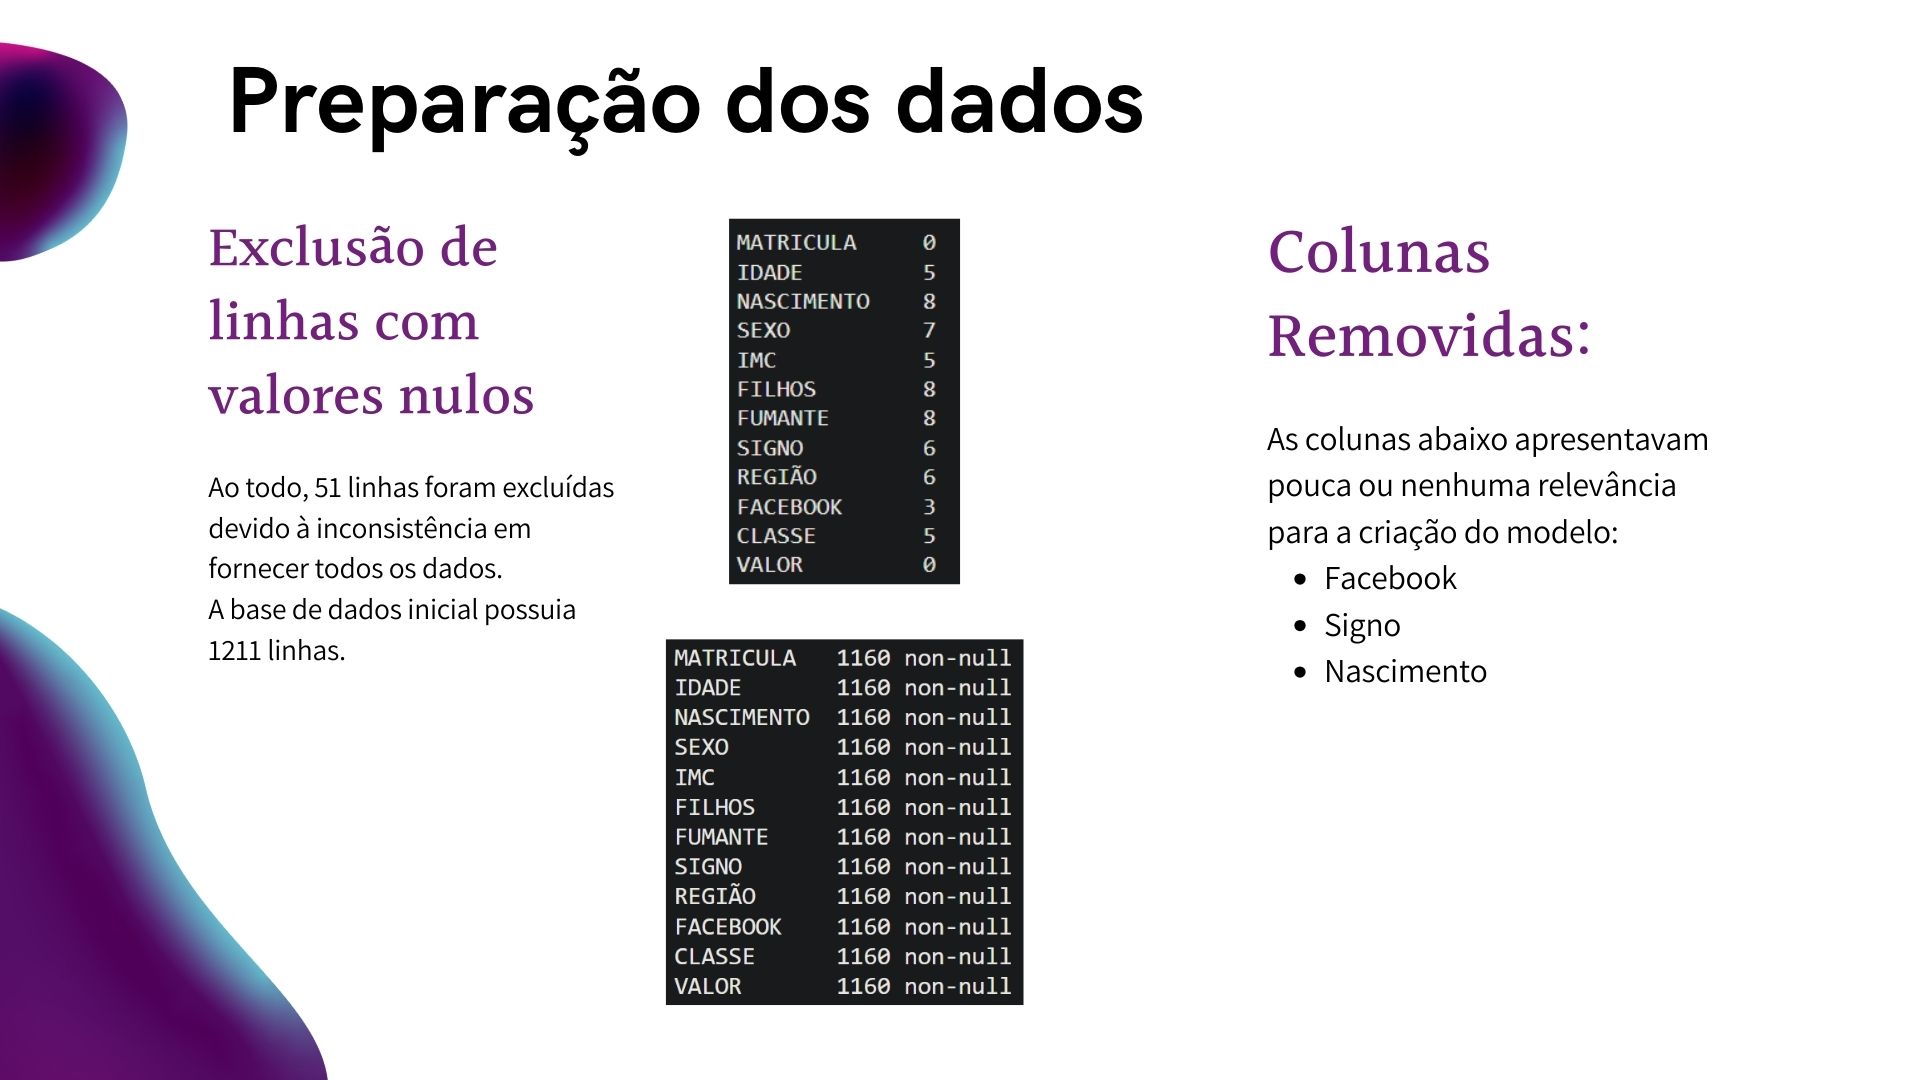 Preparação dos dados
Exclusão de
linhas com
valores nulos
Ao todo, 51 linhas foram excluídas
devido à inconsistência em
fornecer todos os dados.
A base de dados inicial possuia
1211 linhas.
MATRICULA 0
IDADE 5
NASCIMENTO 8
SEXO 7
IMC 5
FILHOS 8
FUMANTE 8
SIGNO 6
REGIÃO 6
FACEBOOK 3
CLASSE 5
VALOR 0
MATRICULA 1160 non-null
IDADE 1160 non-null
NASCIMENTO 1160 non-null
SEXO 1160 non-null
IMC 1160 non-null
FILHOS 1160 non-null
FUMANTE 1160 non-null
SIGNO 1160 non-null
REGIÃO 1160 non-null
FACEBOOK 1160 non-null
CLASSE 1160 non-null
VALOR 1160 non-null
Colunas
Removidas:
As colunas abaixo apresentavam
pouca ou nenhuma relevância
para a criação do modelo:
• Facebook
• Signo
• Nascimento